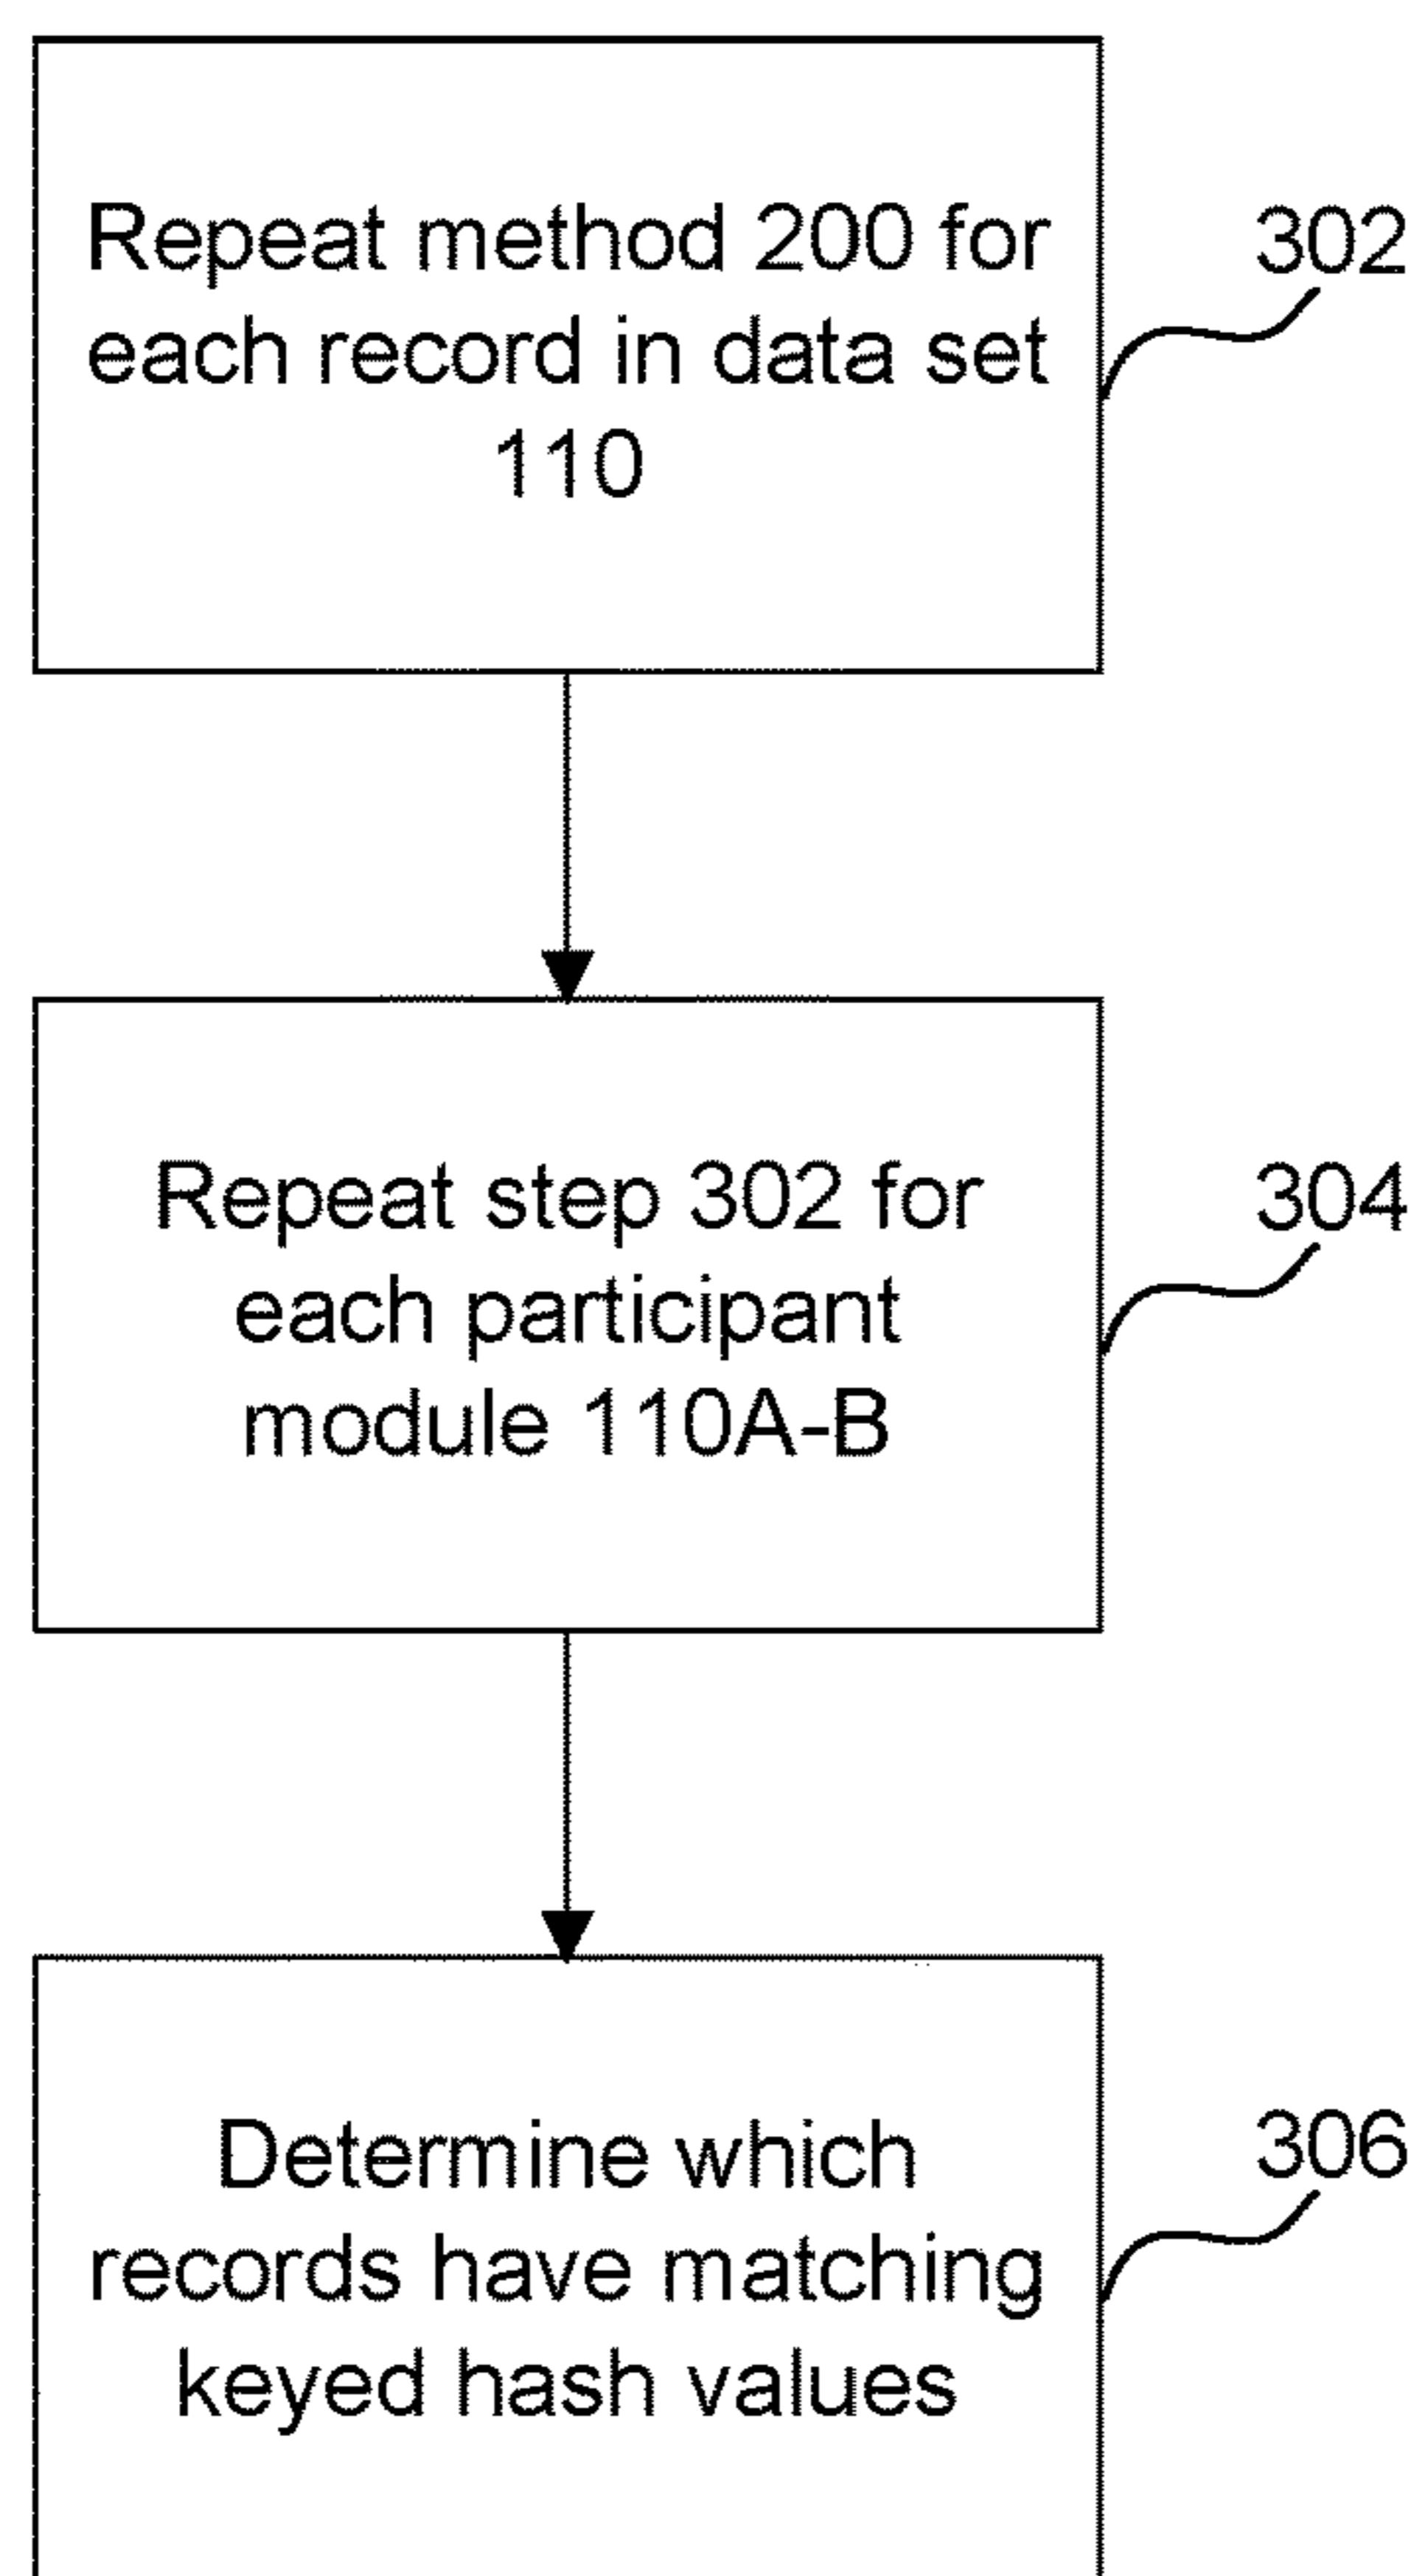 Repeat method 200 for
each record in data set
110
302
Repeat step 302 for
each participant
module 110A-B
304
Determine which
records have matching
keyed hash values
306